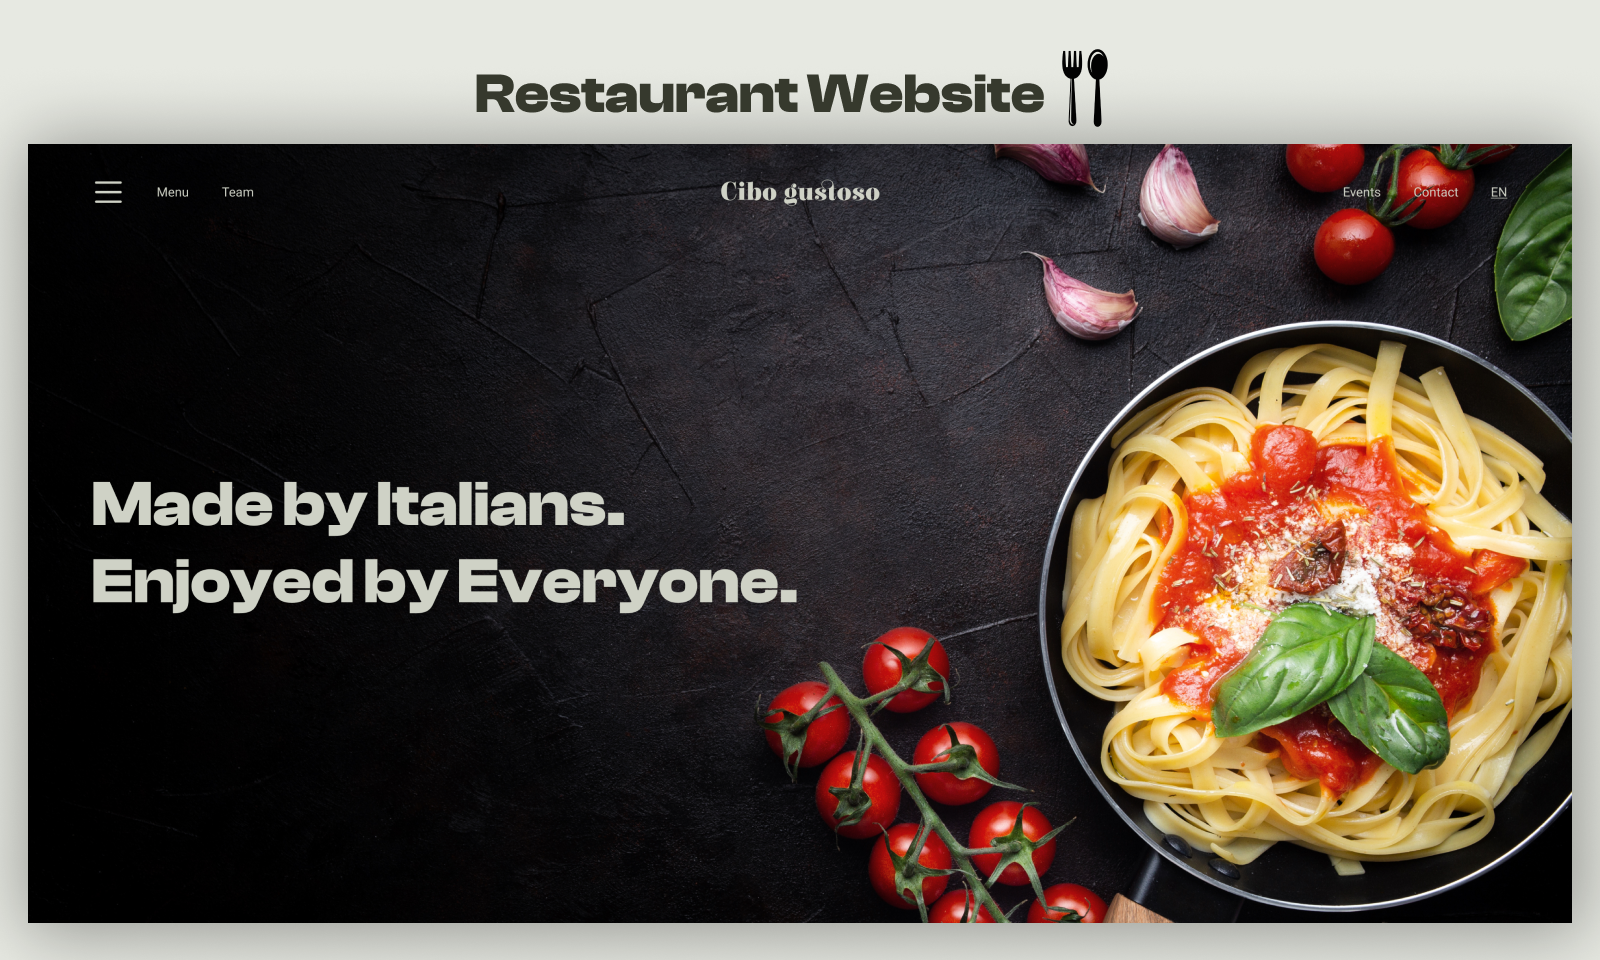 Restaurant Website
Menu Team Cibo gustoso Events Contact EN
Made by Italians.
Enjoyed by Everyone.